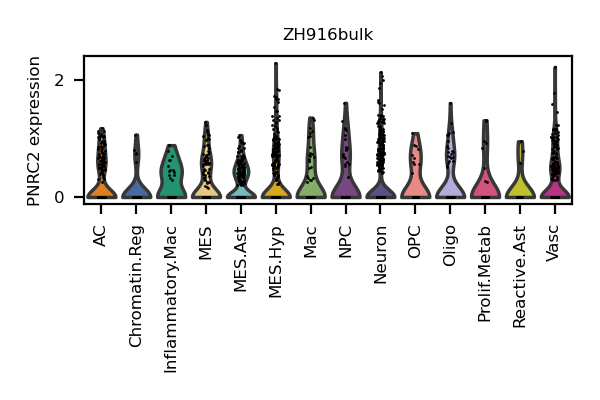 ZH916bulk
PNRC2 expression
2
0
AC
Chromatin.Reg
Inflammatory.Mac
MES
MES.Ast
MES.Hyp
Mac
NPC
Neuron
OPC
Oligo
Prolif.Metab
Reactive.Ast
Vasc